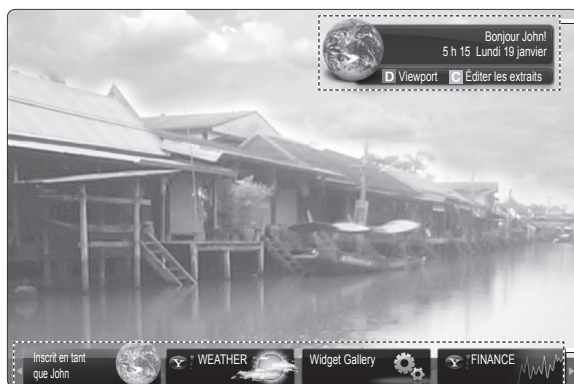 Bonjour John!
5 h 15 Lundi 19 janvier
D Viewport C Éditer les extraits
Inscrit en tant
que John
WEATHER
Widget Gallery
FINANCE